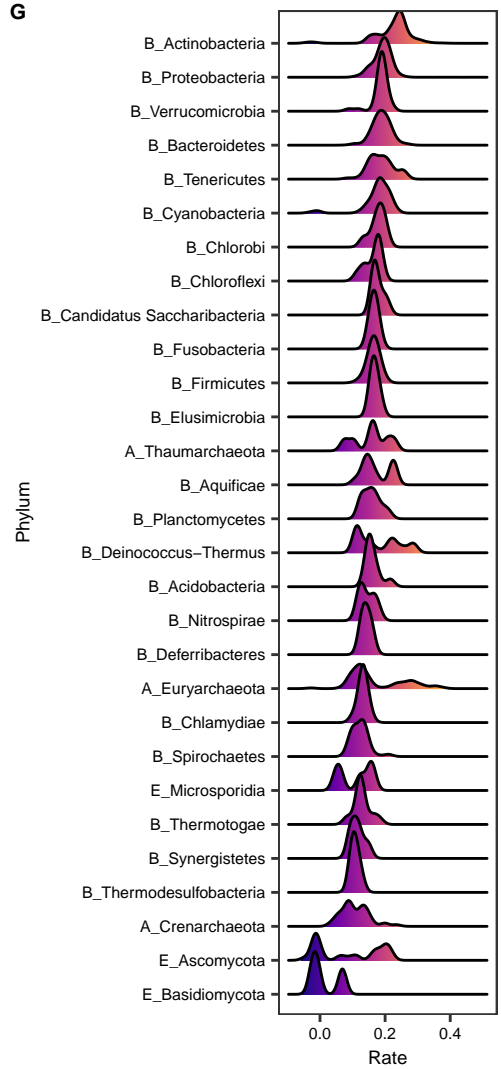 G
B_Actinobacteria
B_Proteobacteria
B_Verrucomicrobia
B_Bacteroidetes
B_Tenericutes
B_Cyanobacteria
B_Chlorobi
B_Chloroflexi
B_Candidatus Saccharibacteria
B_Fusobacteria
B_Firmicutes
B_Elusimicrobia
A_Thaumarchaeota
B_Aquificae
B_Planctomycetes
B_Deinococcus−Thermus
B_Acidobacteria
B_Nitrospirae
B_Deferribacteres
A_Euryarchaeota
B_Chlamydiae
B_Spirochaetes
E_Microsporidia
B_Thermotogae
B_Synergistetes
B_Thermodesulfobacteria
A_Crenarchaeota
E_Ascomycota
E_Basidiomycota
Phylum
0.0 0.2 0.4
Rate